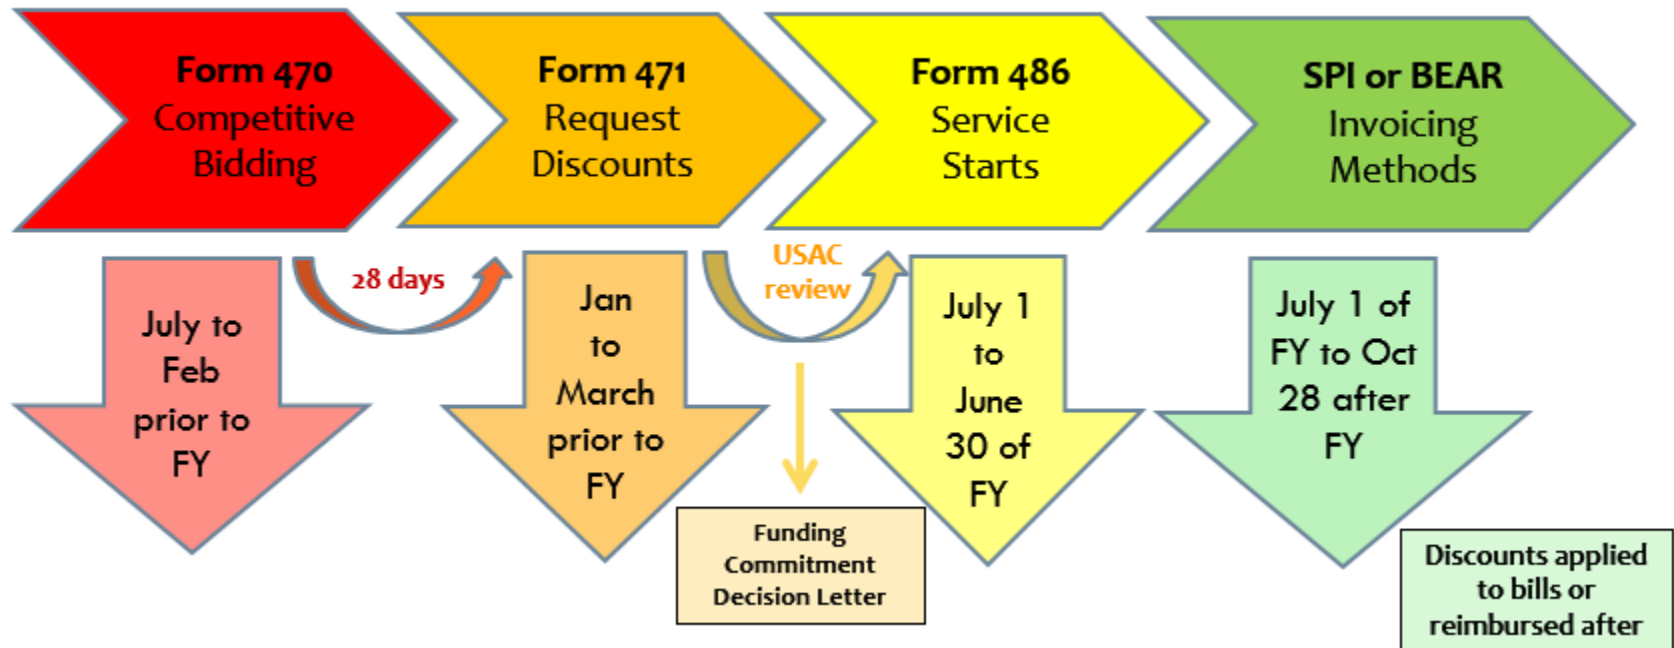 Form 470
Competitive
Bidding
Form 471
Request
Discounts
Form 486
Service
Starts
SPI or BEAR
Invoicing
Methods
July to
Feb
prior to
FY
28 days
Jan
to
March
prior to
FY
USAC
review
Funding
Commitment
Decision Letter
July 1
to
June
30 of
FY
July 1 of
FY to Oct
28 after
FY
Discounts applied
to bills or
reimbursed after